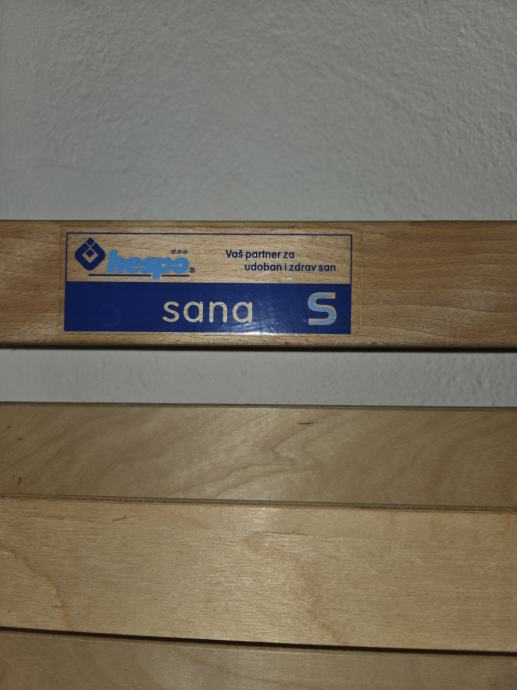 d.o.o
hespo®
Vaš partner za
udoban i zdrav san
sana S